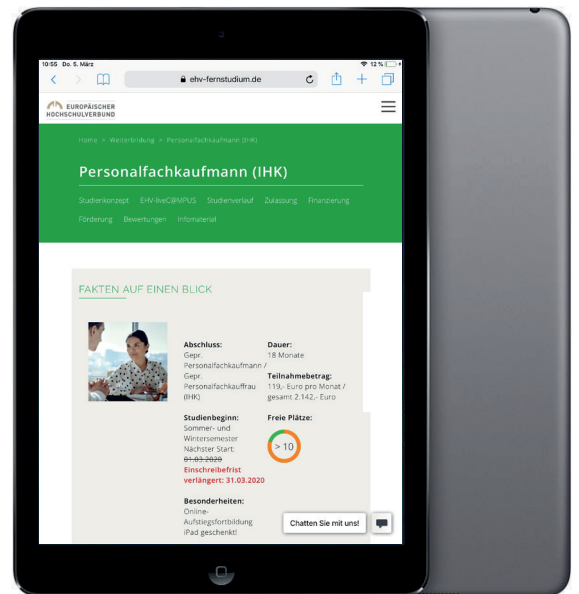 10:55 Do. 5. März
12 %
ehv-fernstudium.de
EUROPÄISCHER
HOCHSCHULVERBUND
Home > Weiterbildung > Personalfachkaufmann (IHK)
Personalfachkaufmann (IHK)
Studienkonzept EHV-liveC@MPUS Studienverlauf Zulassung Finanzierung
Förderung Bewertungen Infomaterial
FAKTEN AUF EINEN BLICK
Abschluss:
Gepr.
Personalfachkaufmann /
Gepr.
Personalfachkauffrau
(IHK)
Dauer:
18 Monate
Teilnahmebetrag:
119,- Euro pro Monat /
gesamt 2.142,- Euro
Studienbeginn:
Sommer- und
Wintersemester
Nächster Start:
01.03.2020
Einschreibefrist
verlängert: 31.03.2020
Freie Plätze:
> 10
Besonderheiten:
Online-
Aufstiegsfortbildung
iPad geschenkt!
Chatten Sie mit uns!